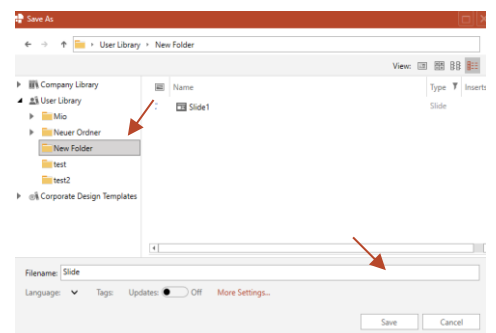 Save As
User Library › New Folder
View:
Company Library
User Library
Mio
Neuer Ordner
New Folder
test
test2
Corporate Design Templates
Name Type Inserts
Slide1 Slide
Filename: Slide
Language: Tags: Updates: Off More Settings...
Save Cancel